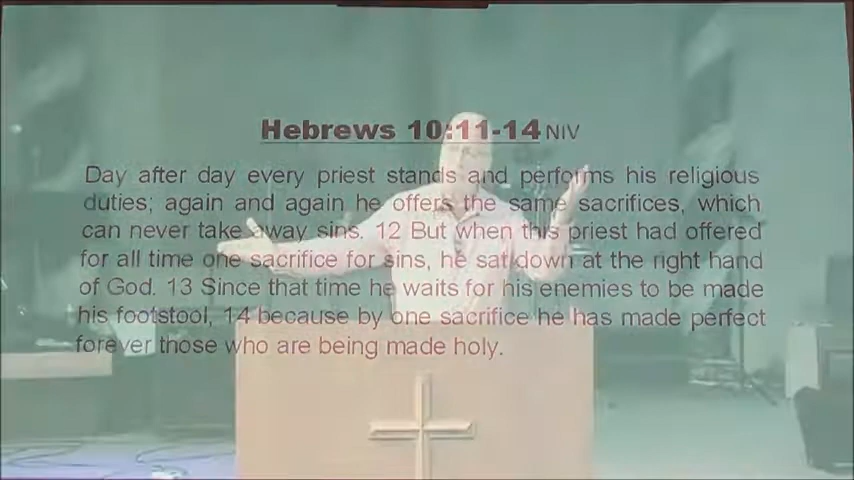 Hebrews 10:11-14 NIV
Day after day every priest stands and performs his religious
duties; again and again he offers the same sacrifices, which
can never take away sins. 12 But when this priest had offered
for all time one sacrifice for sins, he sat down at the right hand
of God. 13 Since that time he waits for his enemies to be made
his footstool, 14 because by one sacrifice he has made perfect
forever those who are being made holy.